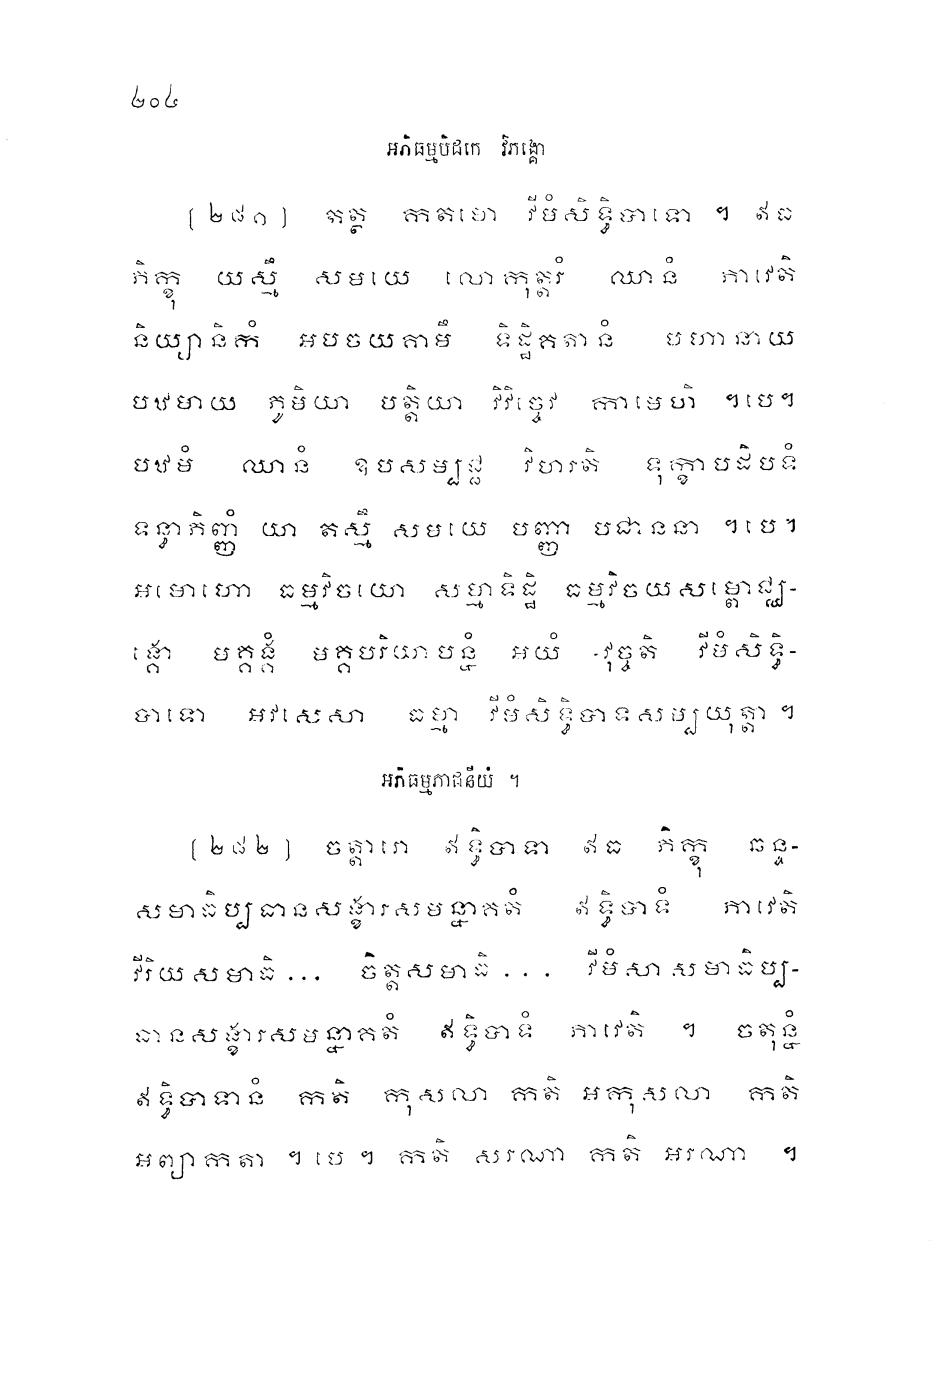 ២០៤
អភិធម្មបិដកេ វិភង្គោ
(២៨១) តត្ថ កតមោ វីមំសិទ្ធិបាទោ ។ ឥធ
ភិក្ខុ យស្មឹ សមយេ លោកុត្តរំ ឈានំ ភាវេតិ
និយ្យានិកំ អបចយគាមឹ ទិដ្ឋិគតានំ បហានាយ
បឋមាយ ភូមិយា បត្តិយា វិវិច្ចេវ កាមេហិ ។បេ។
បឋមំ ឈានំ ឧបសម្បជ្ជ វិហរតិ ទុក្ខាបដិបទំ
ទន្ធាភិញ្ញំ យា តស្មឹ សមយេ បញ្ញា បជាននា ។បេ។
អមោហោ ធម្មវិចយោ សម្មាទិដ្ឋិ ធម្មវិចយសម្ពោជ្ឈ-
ង្គោ មគ្គង្គំ មគ្គបរិយាបន្នំ អយំ វុច្ចតិ វីមំសិទ្ធិ-
បាទោ អវសេសា ធម្មា វីមំសិទ្ធិបាទសម្បយុត្តា ។
អភិធម្មភាជនីយំ ។
(២៨២) ចត្តារោ ឥទ្ធិបាទា ឥធ ភិក្ខុ ឆន្ទ-
សមាធិប្បធានសង្ខារសមន្នាគតំ ឥទ្ធិបាទំ ភាវេតិ
វីរិយសមាធិ... ចិត្តសមាធិ... វីមំសាសមាធិប្ប-
ធានសង្ខារសមន្នាគតំ ឥទ្ធិបាទំ ភាវេតិ ។ ចតុន្នំ
ឥទ្ធិបាទានំ កតិ កុសលា កតិ អកុសលា កតិ
អព្យាកតា ។បេ។ កតិ សរណា កតិ អរណា ។